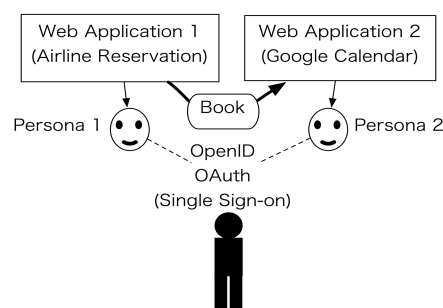 Web Application 1
(Airline Reservation)
Web Application 2
(Google Calendar)
Book
Persona 1
Persona 2
OpenID
OAuth
(Single Sign-on)